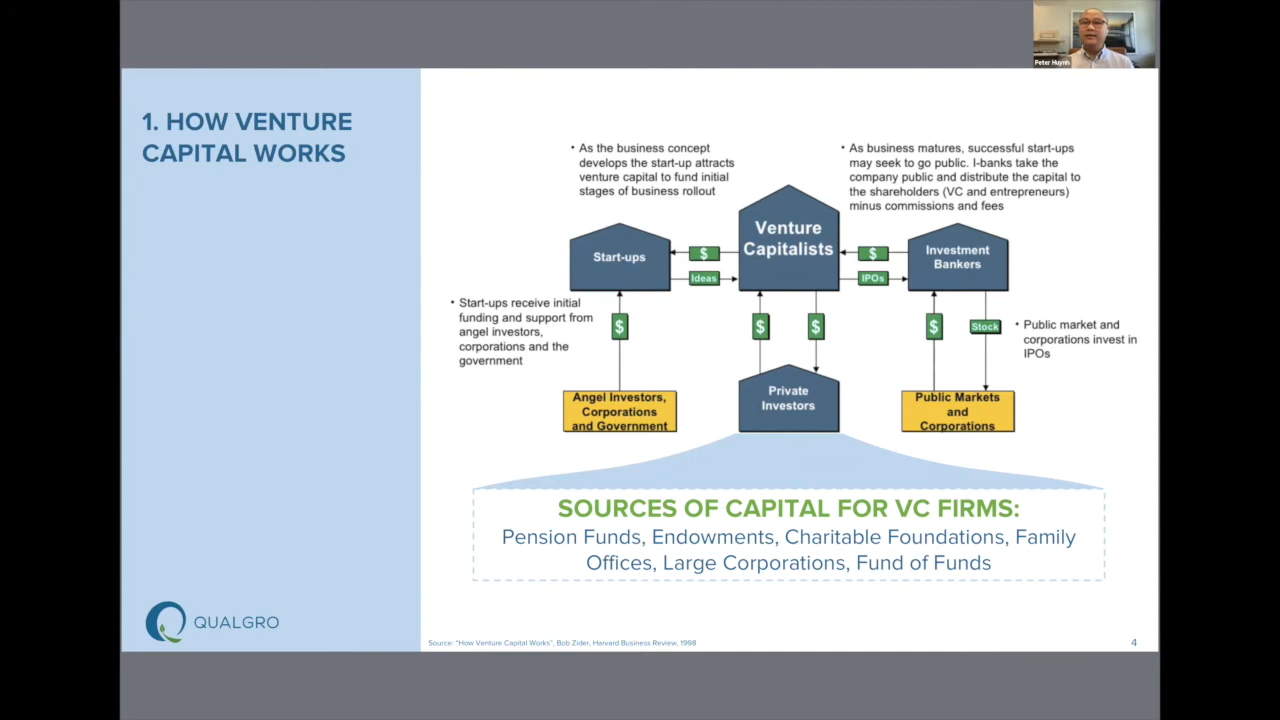 Peter Huynh
1. HOW VENTURE
CAPITAL WORKS
• As the business concept
develops the start-up attracts
venture capital to fund initial
stages of business rollout
• As business matures, successful start-ups
may seek to go public. I-banks take the
company public and distribute the capital to
the shareholders (VC and entrepreneurs)
minus commissions and fees
Start-ups
$
Ideas
Venture
Capitalists
$
IPOs
Investment
Bankers
• Start-ups receive initial
funding and support from
angel investors,
corporations and the
government
$
$
$
$
Stock
• Public market and
corporations invest in
IPOs
Angel Investors,
Corporations
and Government
Private
Investors
Public Markets
and
Corporations
SOURCES OF CAPITAL FOR VC FIRMS:
Pension Funds, Endowments, Charitable Foundations, Family
Offices, Large Corporations, Fund of Funds
QUALGRO
Source: "How Venture Capital Works", Bob Zider, Harvard Business Review, 1998
4